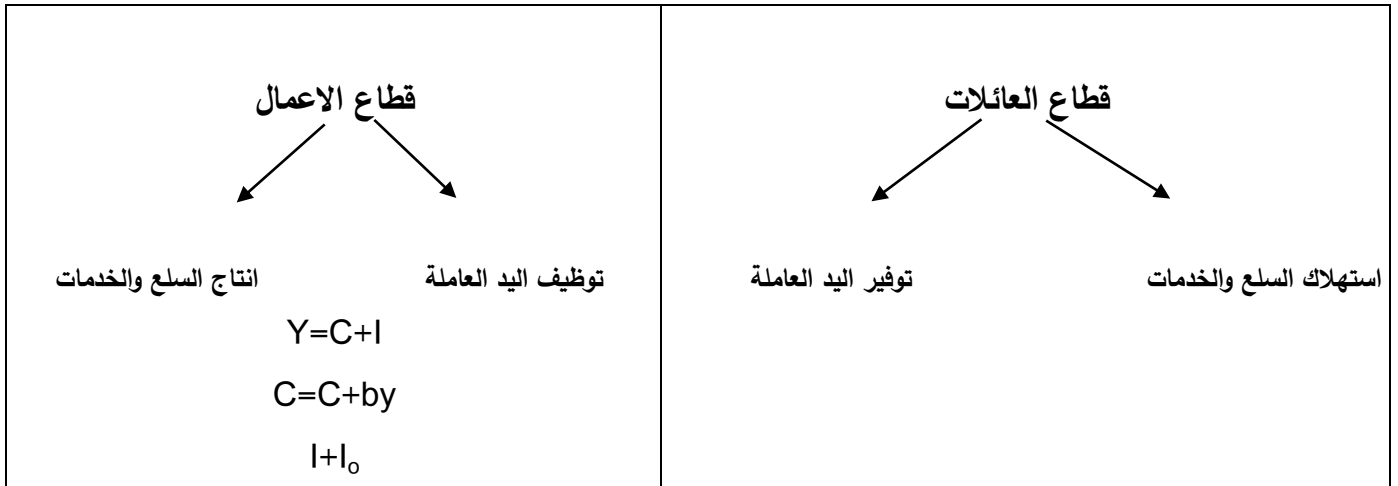 قطاع العائلات
استهلاك السلع والخدمات
توفير اليد العاملة
قطاع الاعمال
توظيف اليد العاملة
انتاج السلع والخدمات
Y=C+I
C=C+by
I+Iₒ